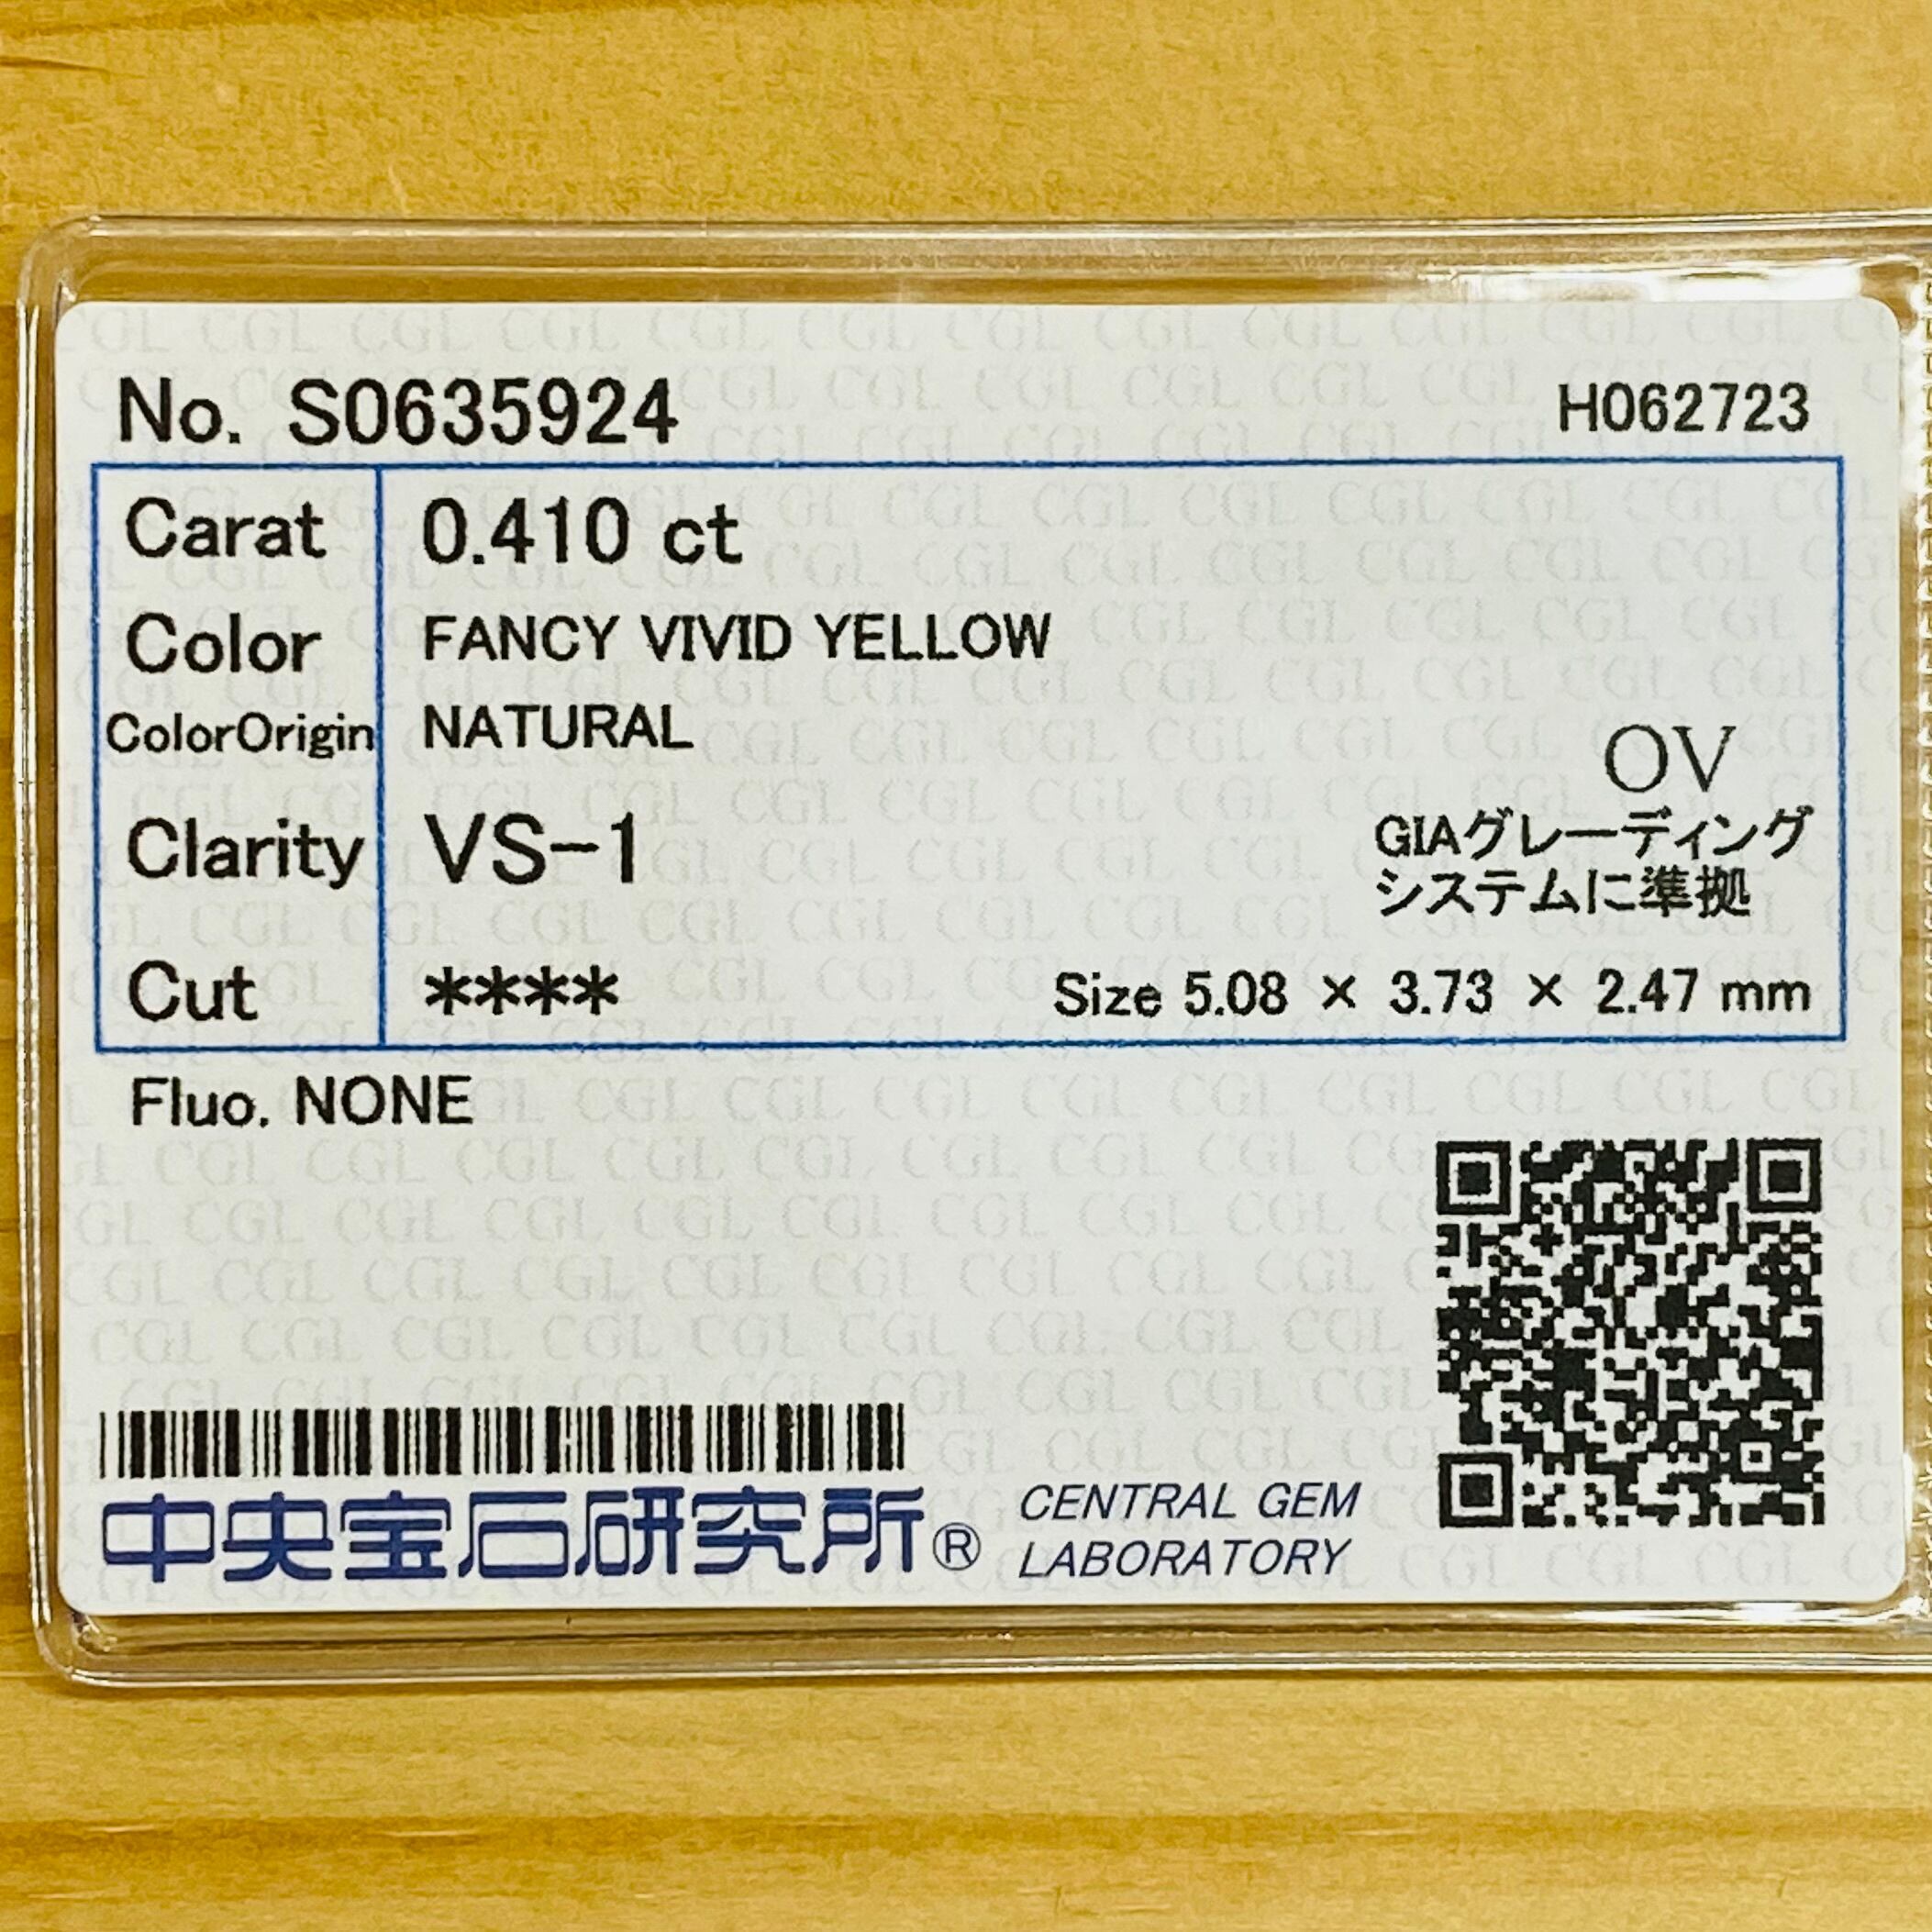 No. S0635924 H062723
Carat 0.410 ct
Color FANCY VIVID YELLOW
ColorOrigin NATURAL
OV
Clarity VS-1
GIAグレーディング
システムに準拠
Cut **** Size 5.08 × 3.73 × 2.47 mm
Fluo. NONE
中央宝石研究所® CENTRAL GEM
LABORATORY